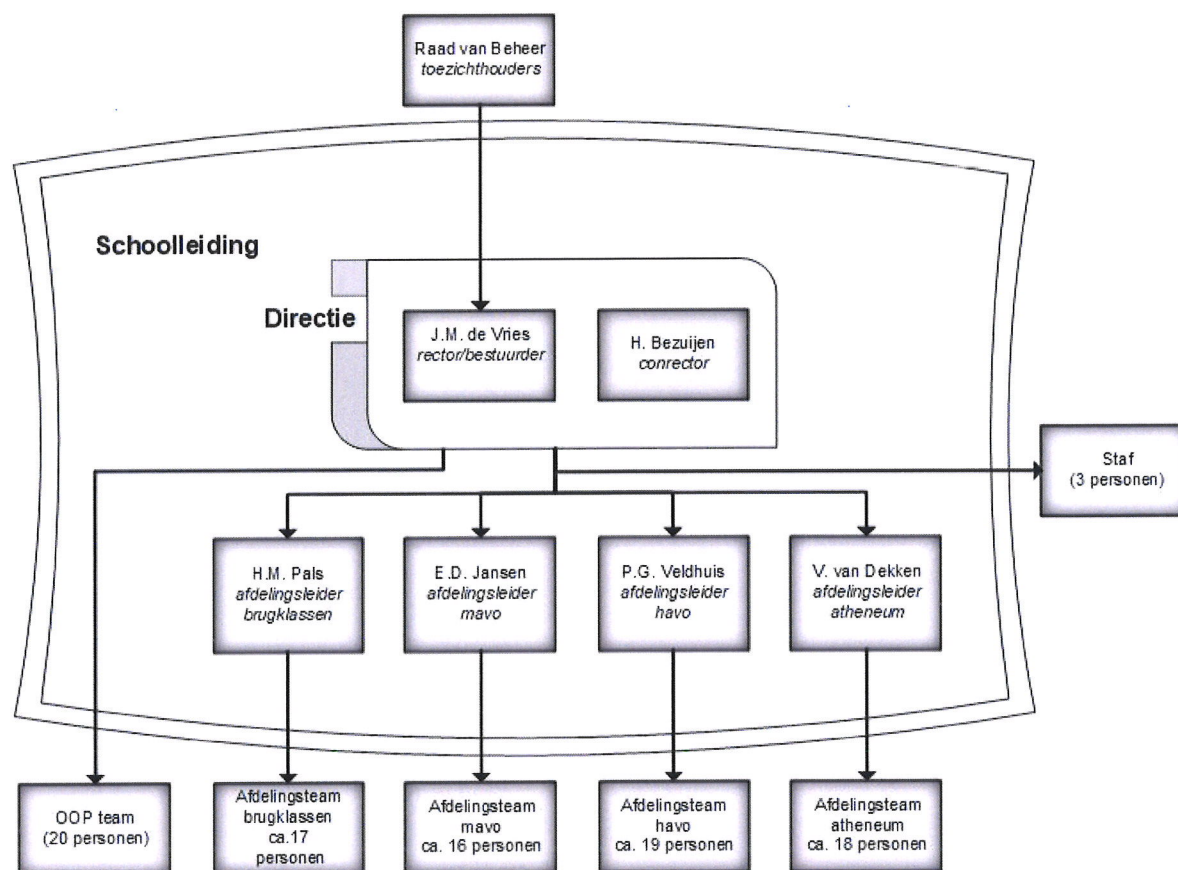 Raad van Beheer
toezichthouders
Schoolleiding
Directie
J.M. de Vries
rector/bestuurder
H. Bezuijen
conrector
Staf
(3 personen)
H.M. Pals
afdelingsleider
brugklassen
E.D. Jansen
afdelingsleider
mavo
P.G. Veldhuis
afdelingsleider
havo
V. van Dekken
afdelingsleider
atheneum
OOP team
(20 personen)
Afdelingsteam
brugklassen
ca.17
personen
Afdelingsteam
mavo
ca. 16 personen
Afdelingsteam
havo
ca. 19 personen
Afdelingsteam
atheneum
ca. 18 personen